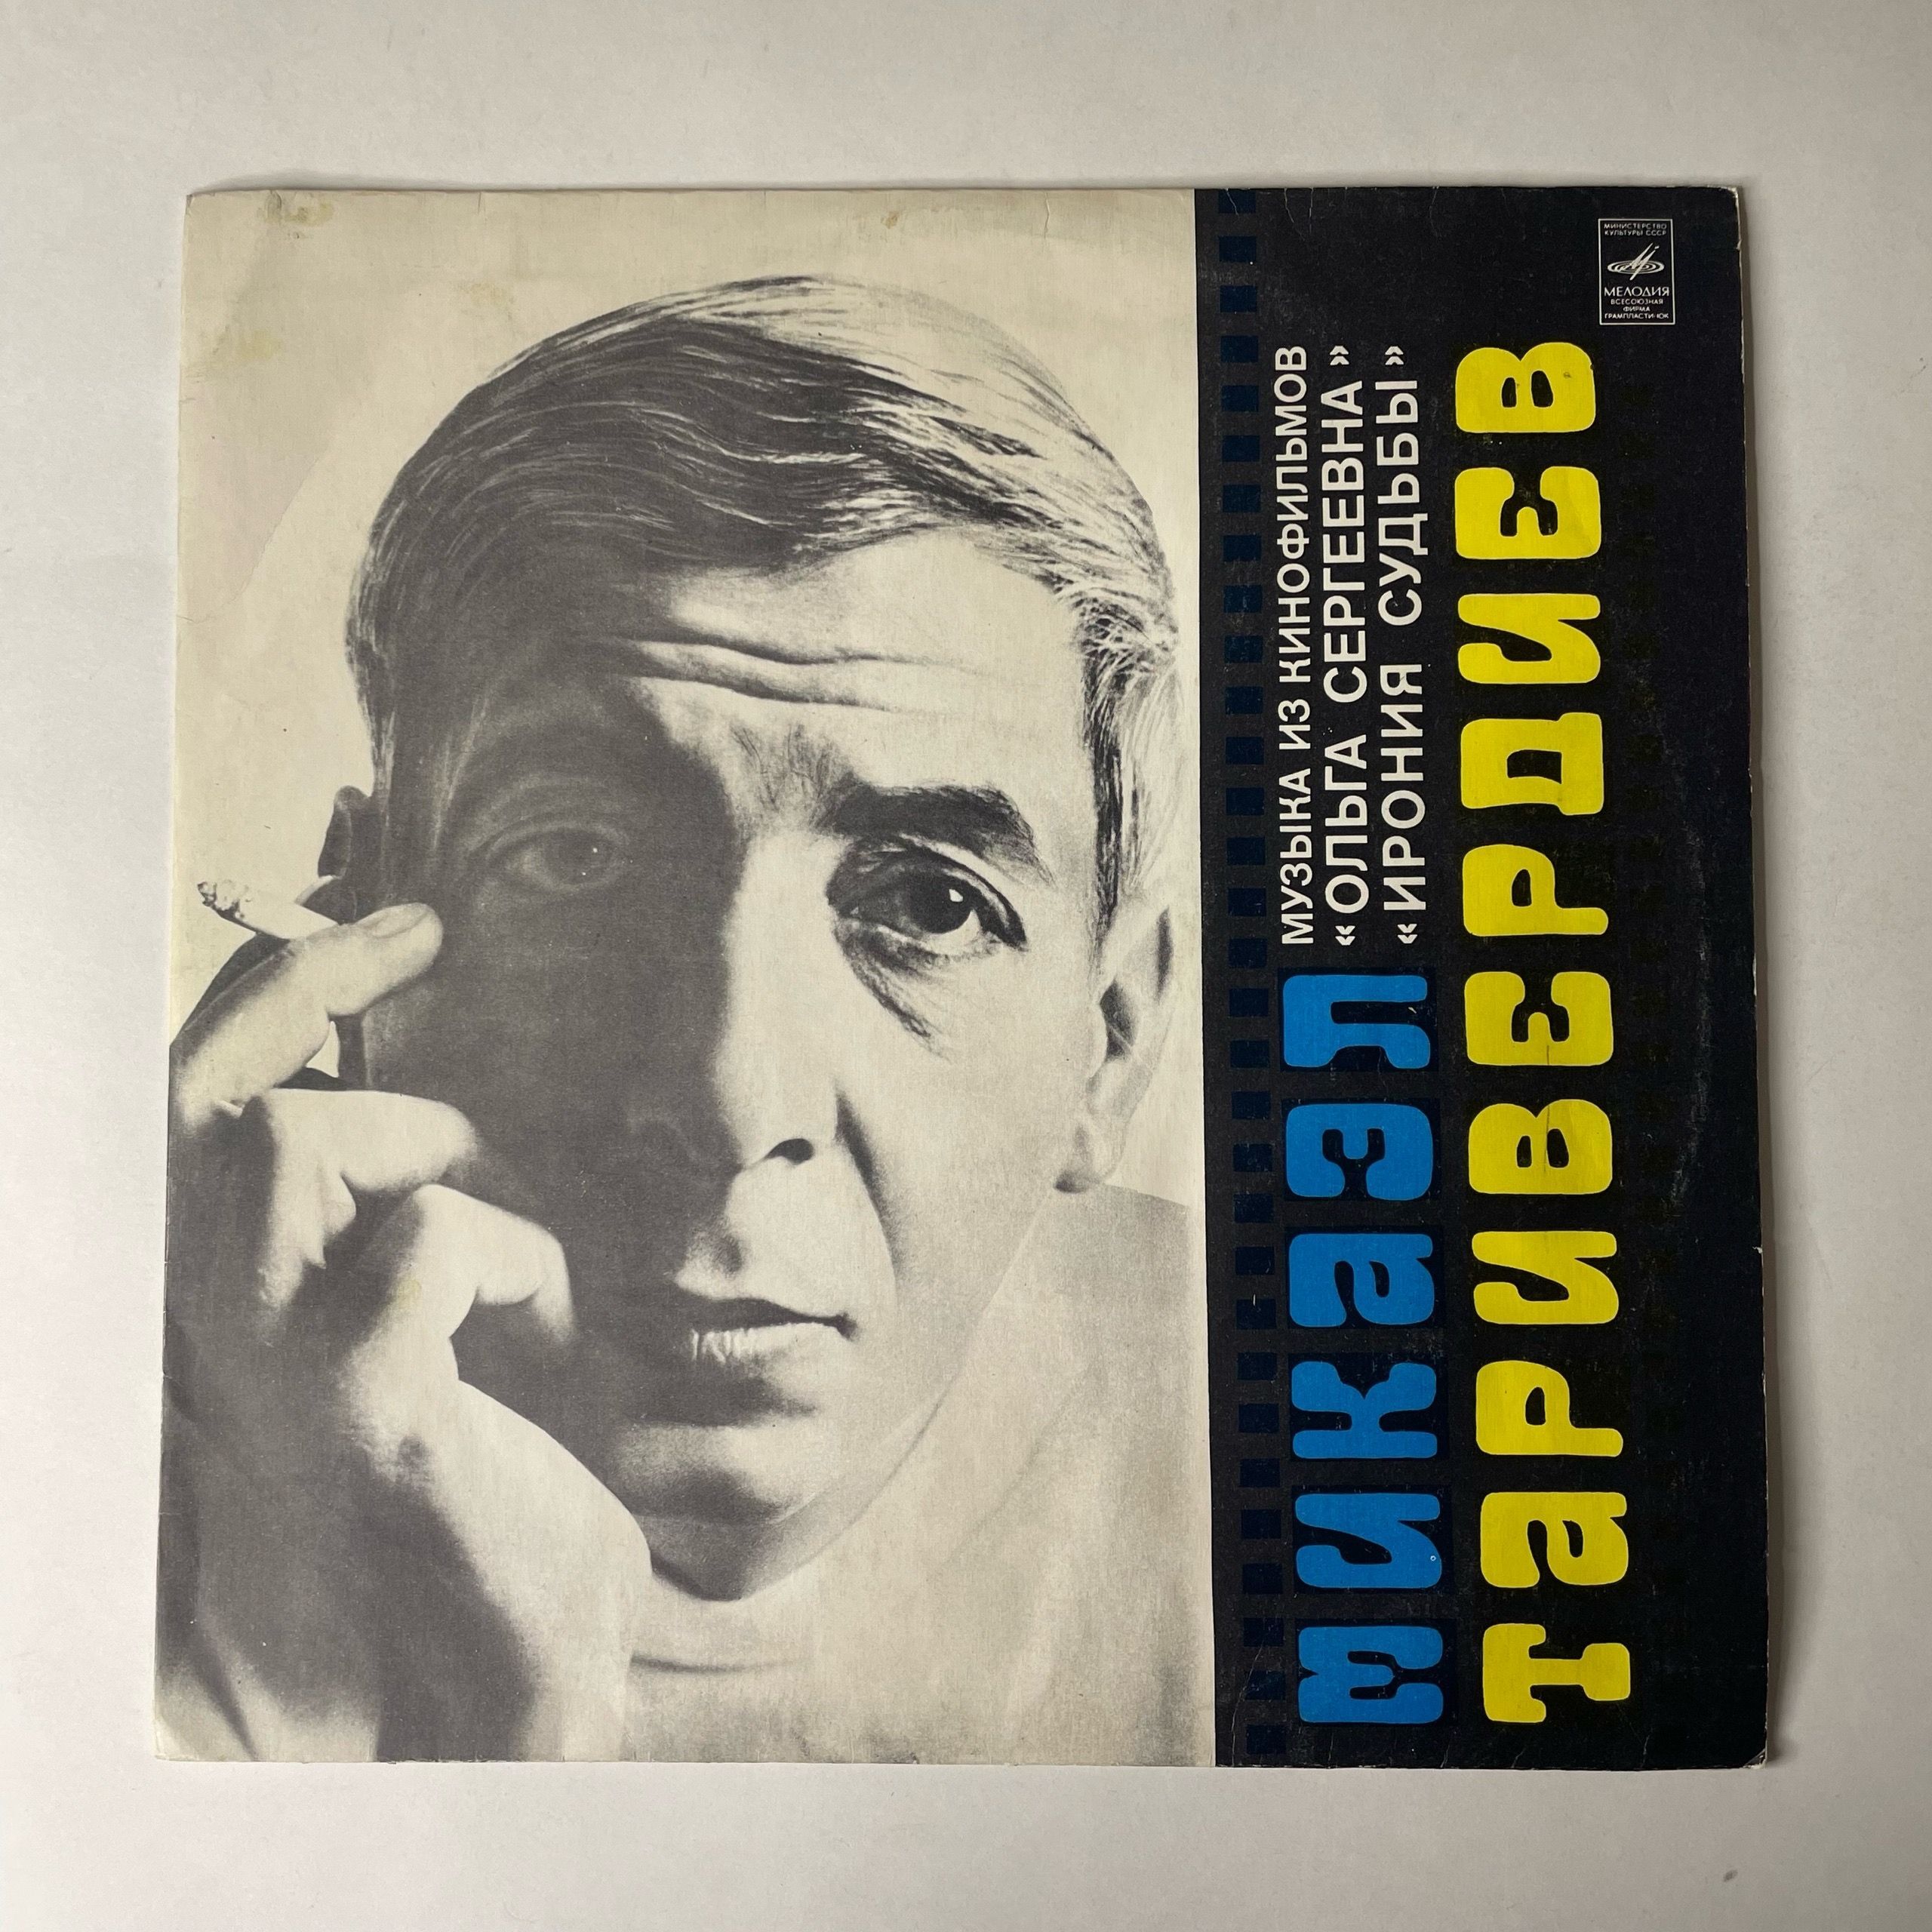 МИНИСТЕРСТВО
КУЛЬТУРЫ СССР
МЕЛОДИЯ
ВСЕСОЮЗНАЯ
ФИРМА
ГРАМПЛАСТИНОК
МИКАЭЛ
ТАРИВЕРДИЕВ
МУЗЫКА ИЗ КИНОФИЛЬМОВ
«ОЛЬГА СЕРГЕЕВНА»
«ИРОНИЯ СУДЬБЫ»